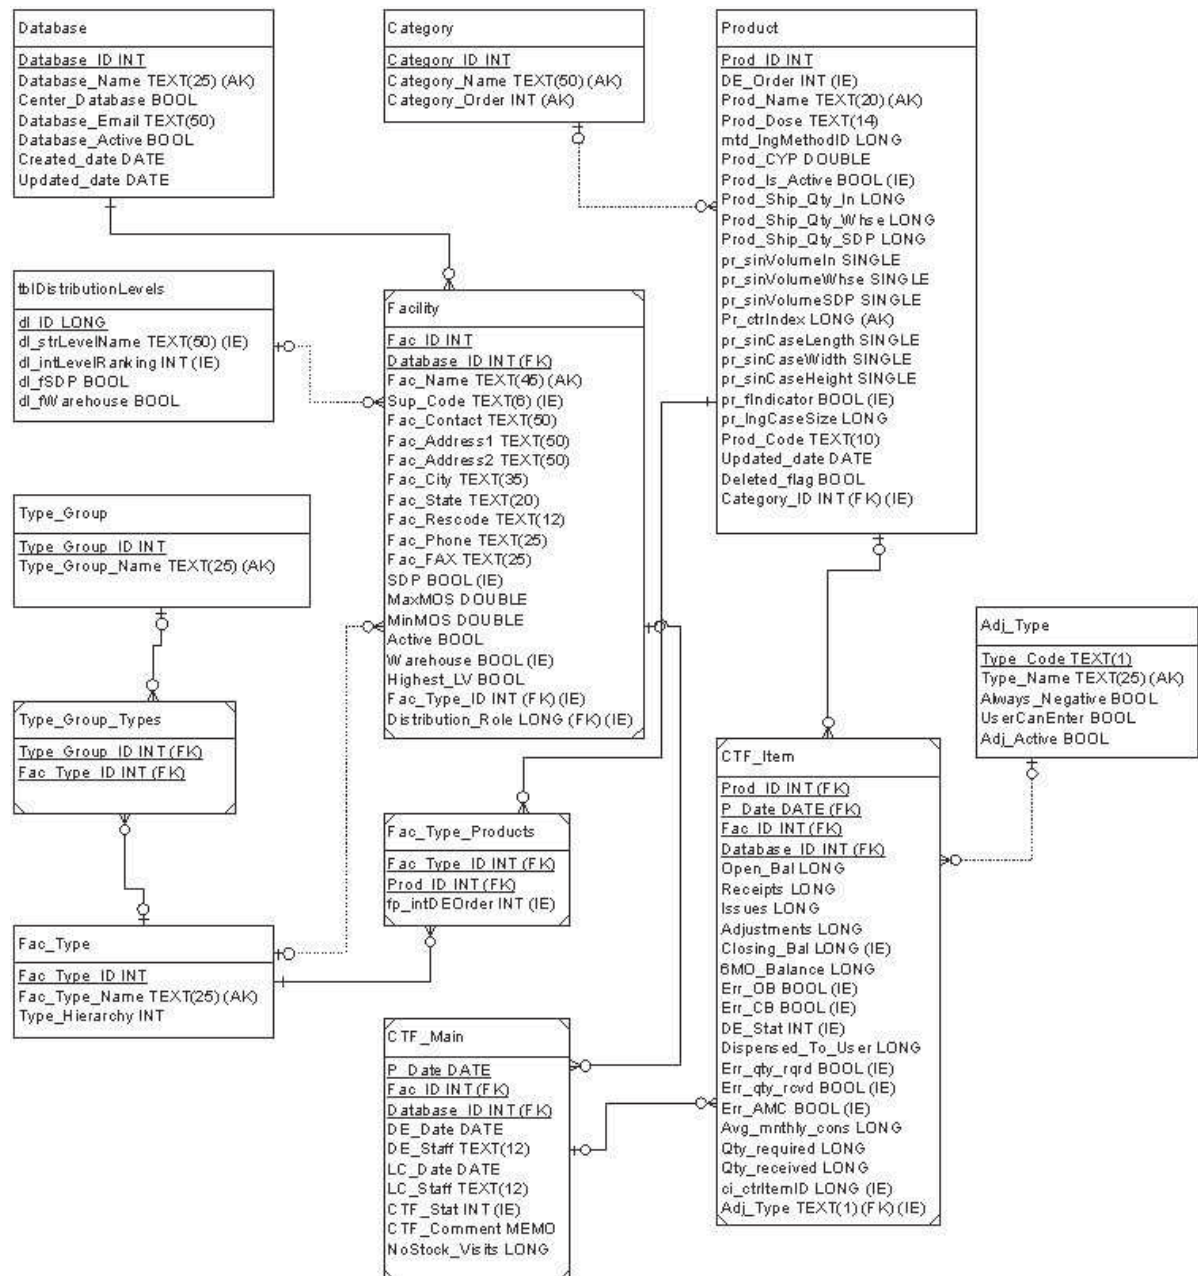 Database
Database_ID INT
Database_Name TEXT(25) (AK)
Center_Database BOOL
Database_Email TEXT(50)
Database_Active BOOL
Created_date DATE
Updated_date DATE
Category
Category_ID INT
Category_Name TEXT(50) (AK)
Category_Order INT (AK)
Product
Prod_ID INT
DE_Order INT (IE)
Prod_Name TEXT(20) (AK)
Prod_Dose TEXT(14)
mtd_lngMethodID LONG
Prod_CYP DOUBLE
Prod_Is_Active BOOL (IE)
Prod_Ship_Qty_In LONG
Prod_Ship_Qty_Whse LONG
Prod_Ship_Qty_SDP LONG
pr_sinVolumeIn SINGLE
pr_sinVolumeWhse SINGLE
pr_sinVolumeSDP SINGLE
Pr_ctrIndex LONG (AK)
pr_sinCaseLength SINGLE
pr_sinCaseWidth SINGLE
pr_sinCaseHeight SINGLE
pr_fIndicator BOOL (IE)
pr_lngCaseSize LONG
Prod_Code TEXT(10)
Updated_date DATE
Deleted_flag BOOL
Category_ID INT (FK) (IE)
tblDistributionLevels
dl_ID LONG
dl_strLevelName TEXT(50) (IE)
dl_intLevelRanking INT (IE)
dl_fSDP BOOL
dl_fWarehouse BOOL
Facility
Fac_ID INT
Database_ID INT (FK)
Fac_Name TEXT(45) (AK)
Sup_Code TEXT(6) (IE)
Fac_Contact TEXT(50)
Fac_Address1 TEXT(50)
Fac_Address2 TEXT(50)
Fac_City TEXT(35)
Fac_State TEXT(20)
Fac_Rescode TEXT(12)
Fac_Phone TEXT(25)
Fac_FAX TEXT(25)
SDP BOOL (IE)
MaxMOS DOUBLE
MinMOS DOUBLE
Active BOOL
Warehouse BOOL (IE)
Highest_LV BOOL
Fac_Type_ID INT (FK) (IE)
Distribution_Role LONG (FK) (IE)
Type_Group
Type_Group_ID INT
Type_Group_Name TEXT(25) (AK)
Adj_Type
Type_Code TEXT(1)
Type_Name TEXT(25) (AK)
Always_Negative BOOL
UserCanEnter BOOL
Adj_Active BOOL
Type_Group_Types
Type_Group_ID INT (FK)
Fac_Type_ID INT (FK)
CTF_Item
Prod_ID INT (FK)
P_Date DATE (FK)
Fac_ID INT (FK)
Database_ID INT (FK)
Open_Bal LONG
Receipts LONG
Issues LONG
Adjustments LONG
Closing_Bal LONG (IE)
6MO_Balance LONG
Err_OB BOOL (IE)
Err_CB BOOL (IE)
DE_Stat INT (IE)
Dispensed_To_User LONG
Err_qty_rqrd BOOL (IE)
Err_qty_rcvd BOOL (IE)
Err_AMC BOOL (IE)
Avg_mnthly_cons LONG
Qty_required LONG
Qty_received LONG
ci_ctrItemID LONG (IE)
Adj_Type TEXT(1) (FK) (IE)
Fac_Type_Products
Fac_Type_ID INT (FK)
Prod_ID INT (FK)
fp_intDEOrder INT (IE)
Fac_Type
Fac_Type_ID INT
Fac_Type_Name TEXT(25) (AK)
Type_Hierarchy INT
CTF_Main
P_Date DATE
Fac_ID INT (FK)
Database_ID INT (FK)
DE_Date DATE
DE_Staff TEXT(12)
LC_Date DATE
LC_Staff TEXT(12)
CTF_Stat INT (IE)
CTF_Comment MEMO
NoStock_Visits LONG